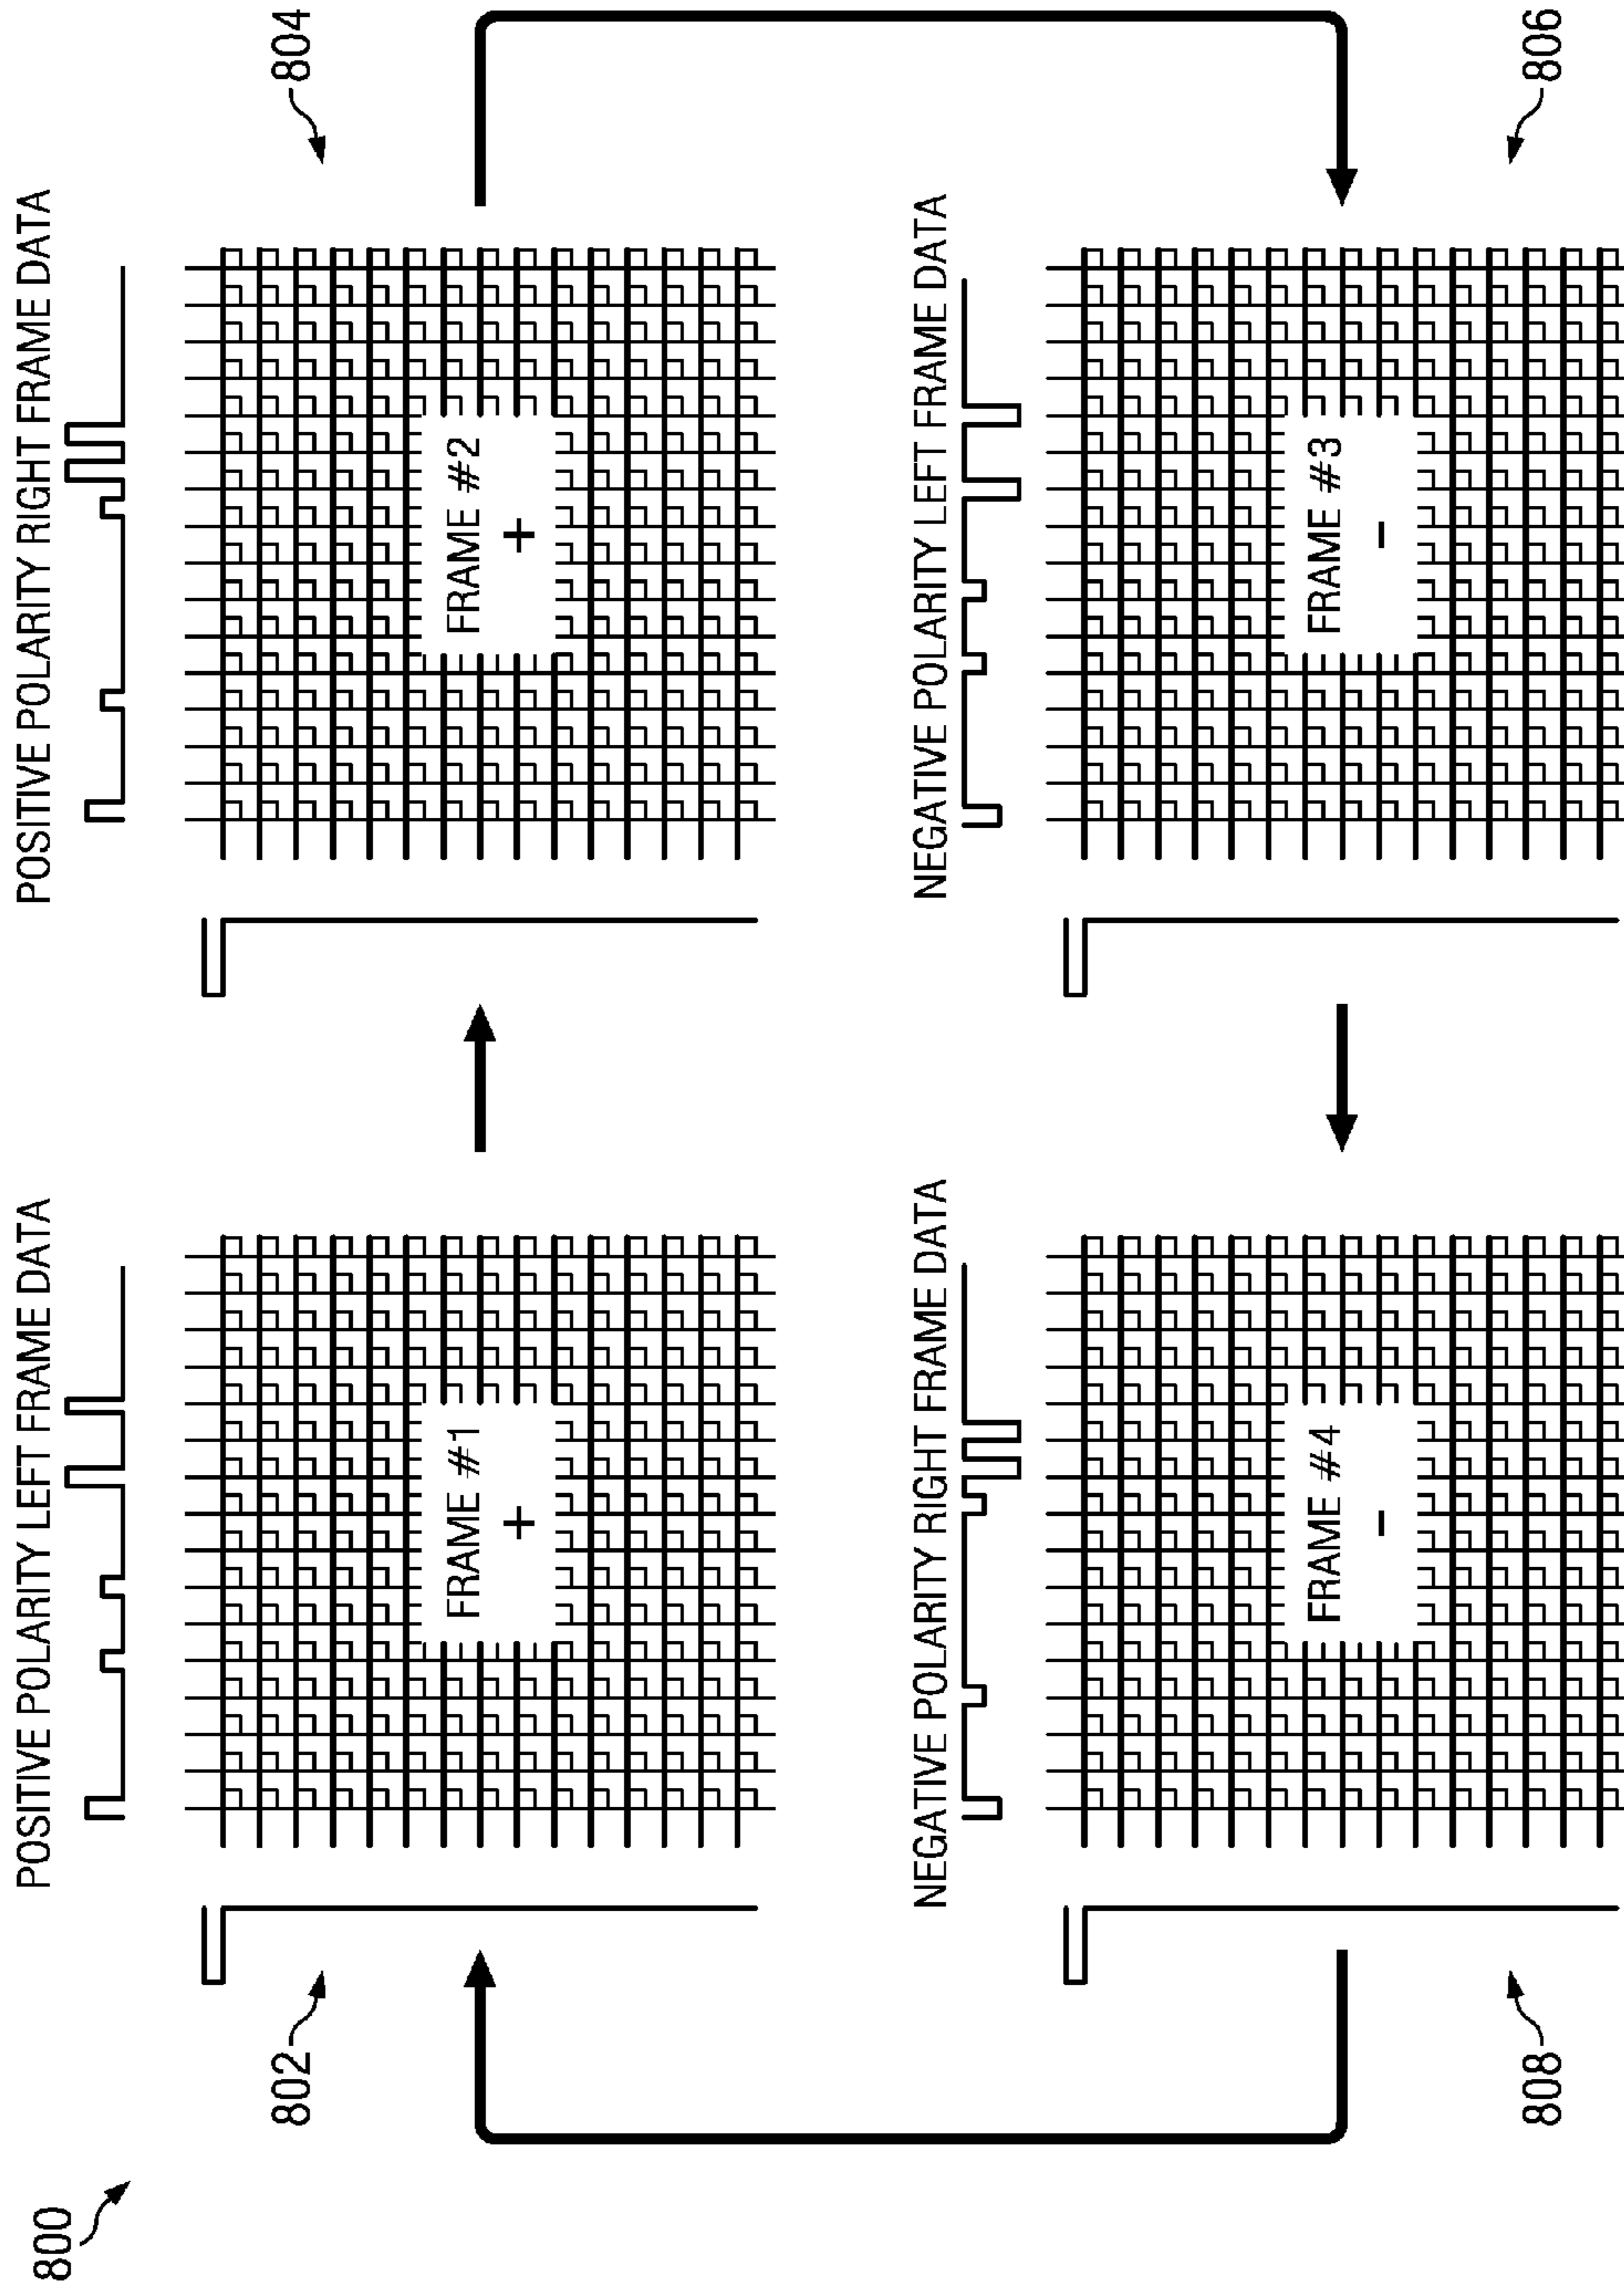 800
802
804
POSITIVE POLARITY LEFT FRAME DATA
POSITIVE POLARITY RIGHT FRAME DATA
FRAME #1
+
FRAME #2
+
NEGATIVE POLARITY RIGHT FRAME DATA
NEGATIVE POLARITY LEFT FRAME DATA
FRAME #4
-
FRAME #3
-
808
806